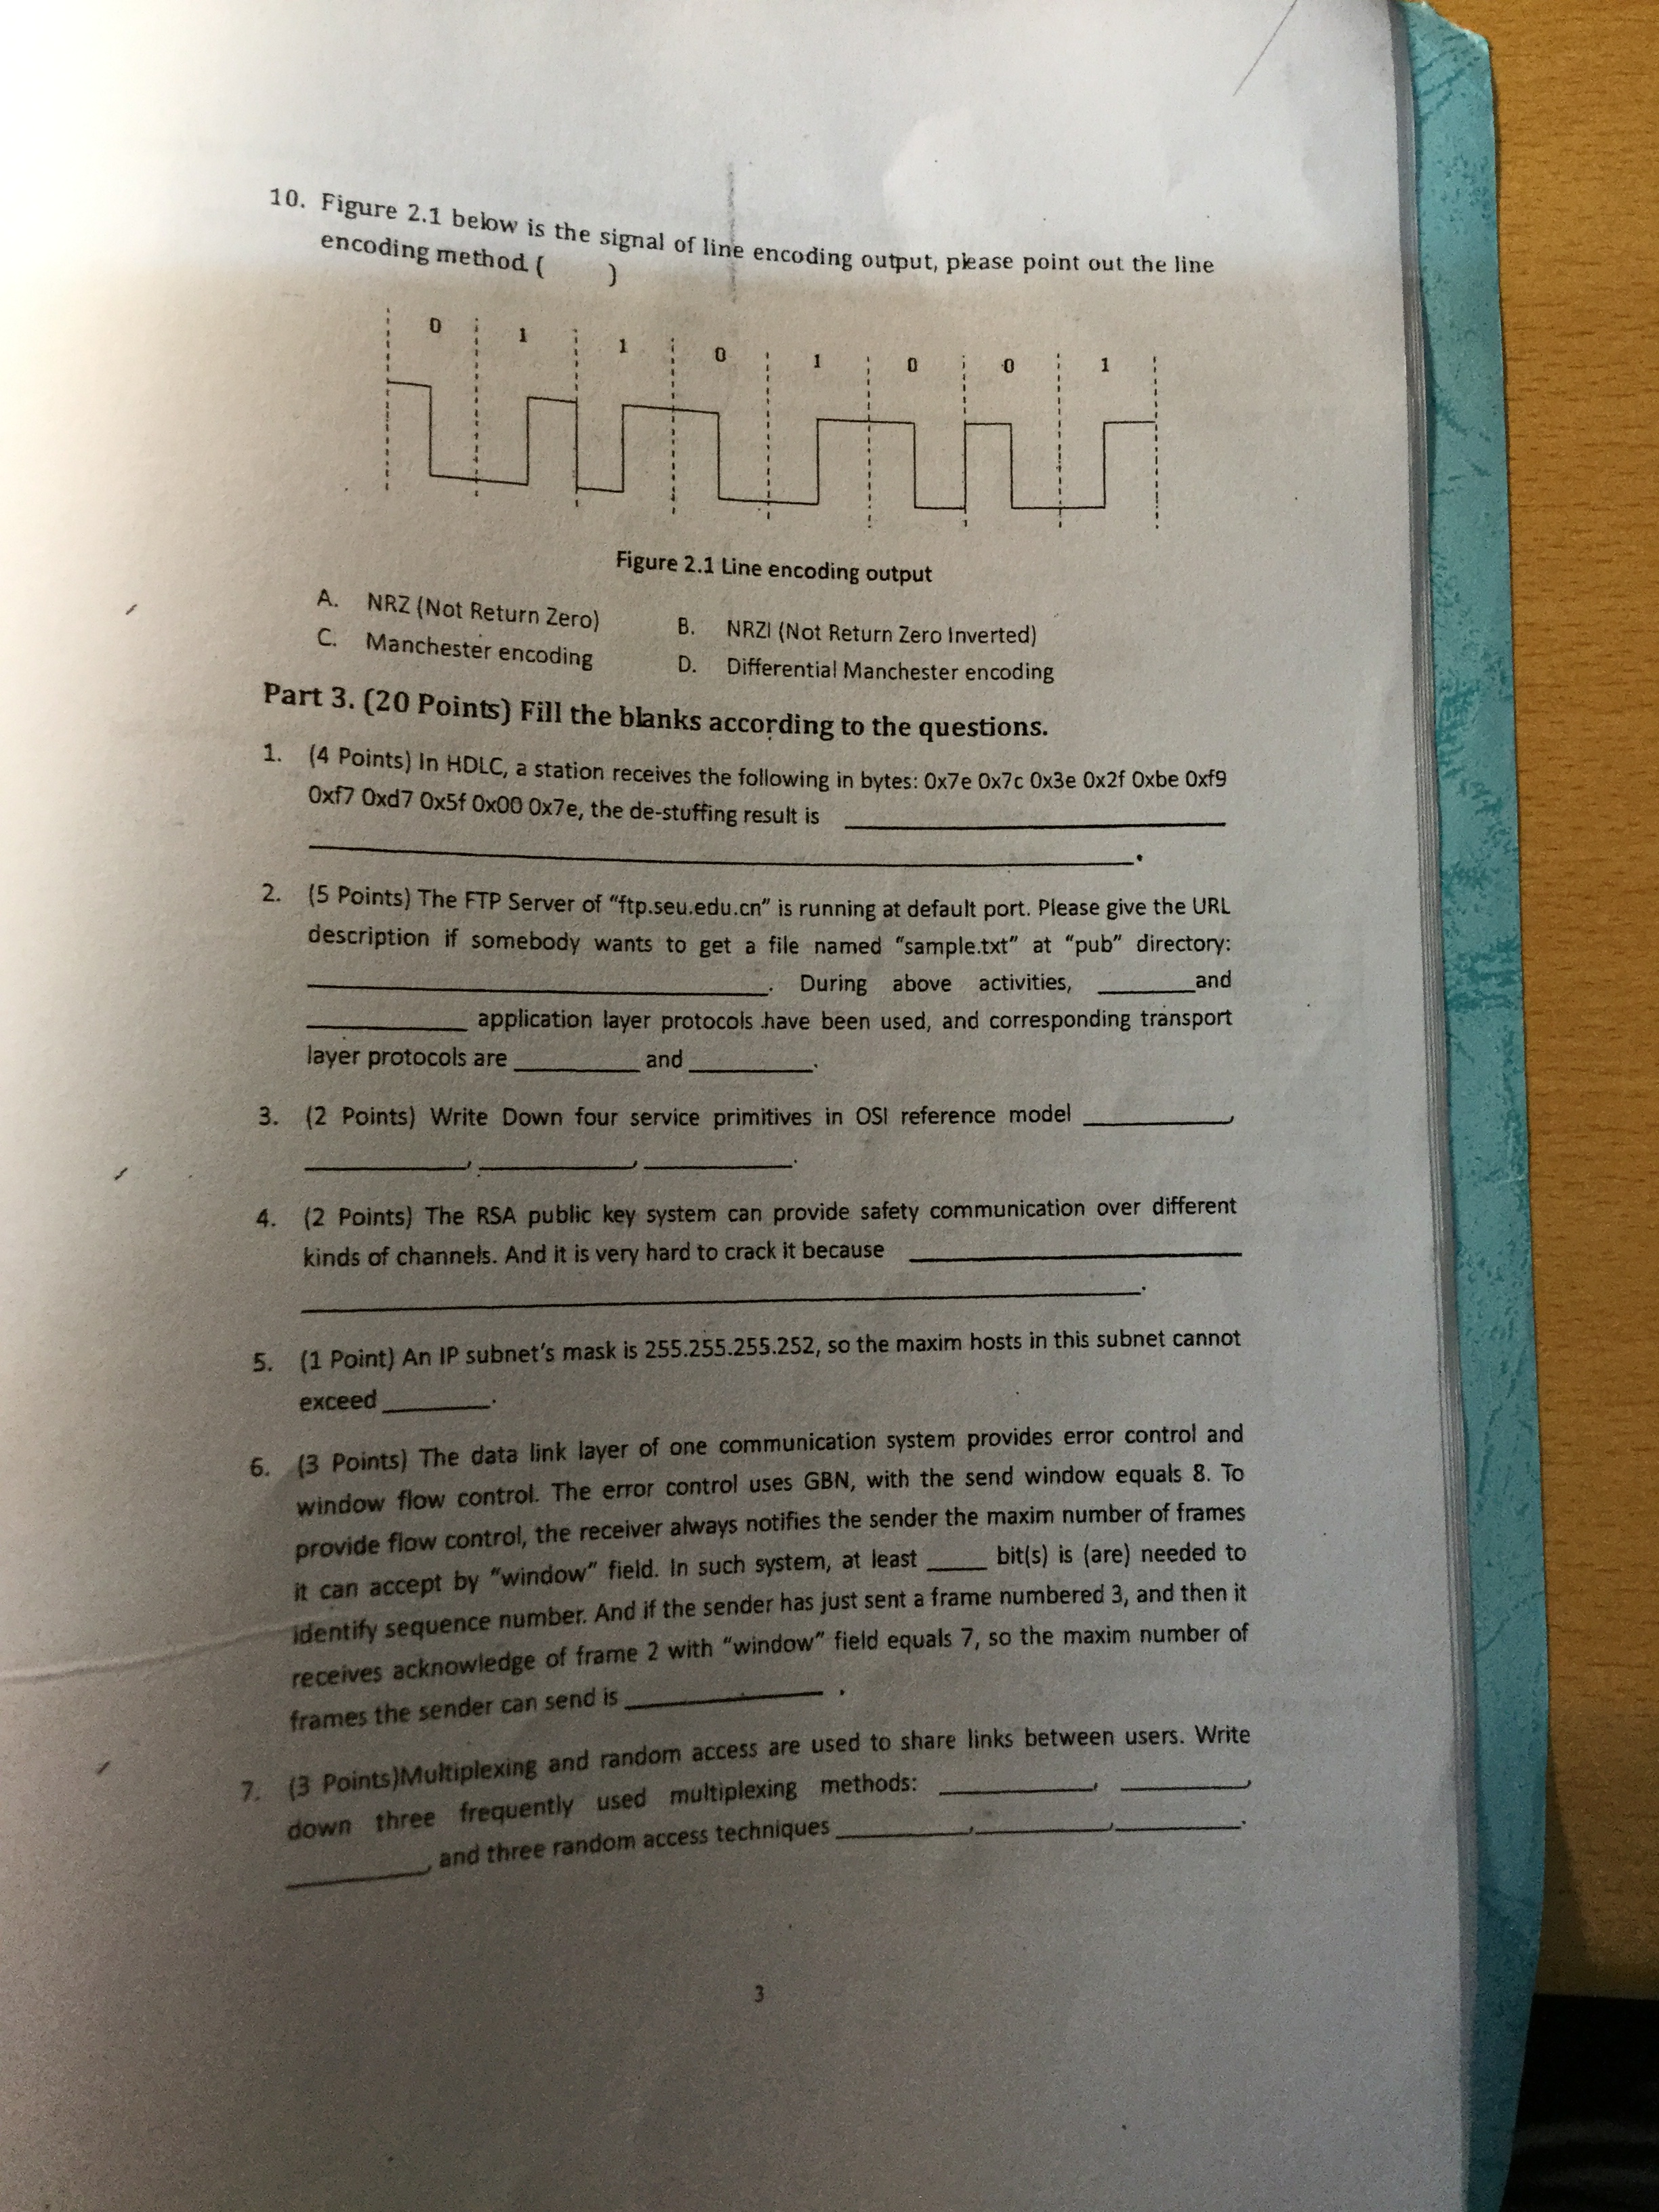 10. Figure 2.1 below is the signal of line encoding output, please point out the line
encoding method. ( )
0 1 1 0 1 0 0 1
Figure 2.1 Line encoding output
A. NRZ (Not Return Zero) B. NRZI (Not Return Zero Inverted)
C. Manchester encoding D. Differential Manchester encoding
Part 3. (20 Points) Fill the blanks according to the questions.
1. (4 Points) In HDLC, a station receives the following in bytes: 0x7e 0x7c 0x3e 0x2f 0xbe 0xf9
0xf7 0xd7 0x5f 0x00 0x7e, the de-stuffing result is ____________________
____________________.
2. (5 Points) The FTP Server of "ftp.seu.edu.cn" is running at default port. Please give the URL
description if somebody wants to get a file named "sample.txt" at "pub" directory:
____________________. During above activities, ______and
__________ application layer protocols have been used, and corresponding transport
layer protocols are ________ and ________.
3. (2 Points) Write Down four service primitives in OSI reference model _________,
__________, __________, _________.
4. (2 Points) The RSA public key system can provide safety communication over different
kinds of channels. And it is very hard to crack it because ____________________
____________________.
5. (1 Point) An IP subnet's mask is 255.255.255.252, so the maxim hosts in this subnet cannot
exceed _______.
6. (3 Points) The data link layer of one communication system provides error control and
window flow control. The error control uses GBN, with the send window equals 8. To
provide flow control, the receiver always notifies the sender the maxim number of frames
it can accept by "window" field. In such system, at least ____ bit(s) is (are) needed to
identify sequence number. And if the sender has just sent a frame numbered 3, and then it
receives acknowledge of frame 2 with "window" field equals 7, so the maxim number of
frames the sender can send is ____________ .
7. (3 Points)Multiplexing and random access are used to share links between users. Write
down three frequently used multiplexing methods: __________, ________,
_________, and three random access techniques ________,________,________.
3